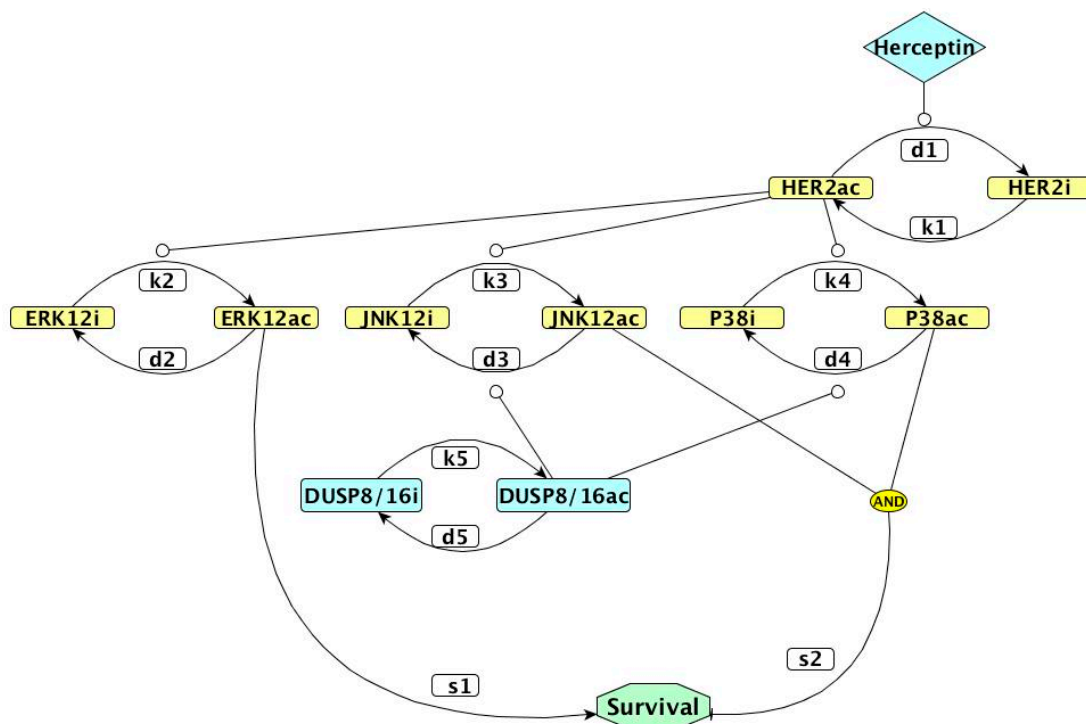 Herceptin
d1
HER2ac
HER2i
k1
k2
k3
k4
ERK12i
ERK12ac
JNK12i
JNK12ac
P38i
P38ac
d2
d3
d4
k5
DUSP8/16i
DUSP8/16ac
AND
d5
s2
s1
Survival